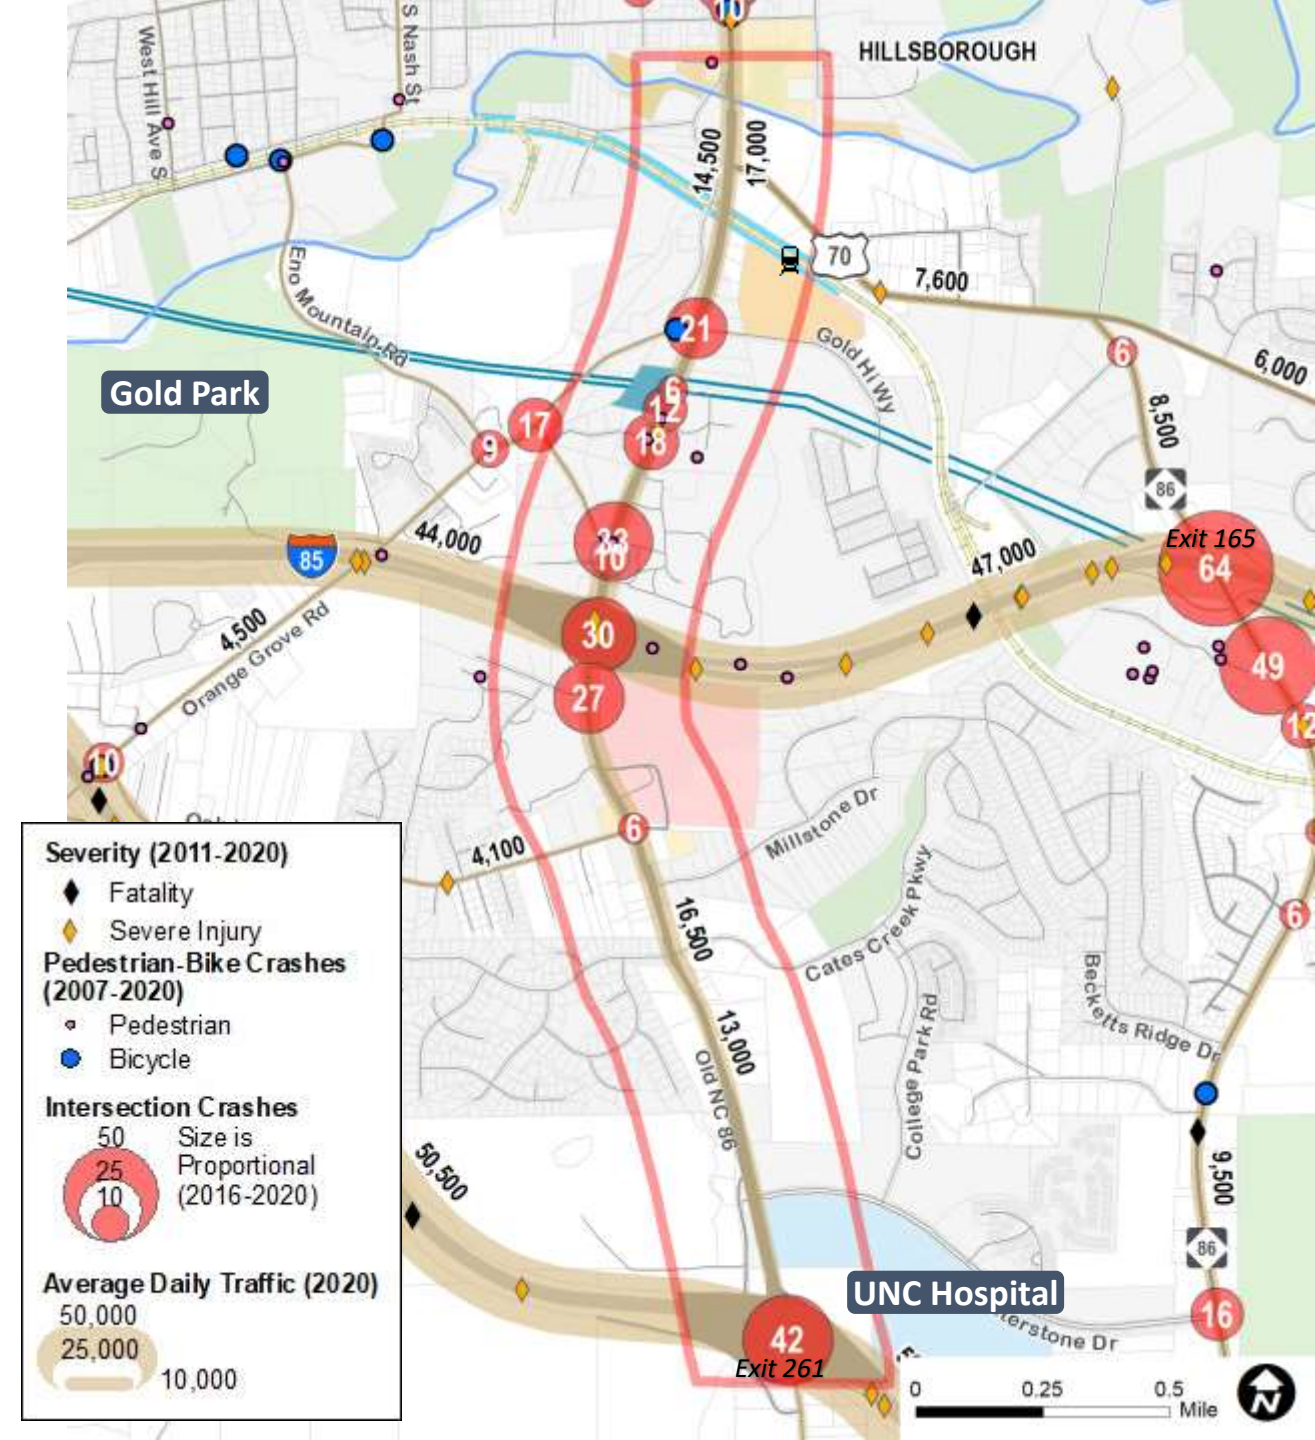 10
HILLSBOROUGH
S Nash St
West Hill Ave S
14,500
17,000
70
7,600
Eno Mountain Rd
21
Gold Hi Wy
6
6,000
Gold Park
6
12
17
18
9
8,500
86
33
10
44,000
Exit 165
64
85
47,000
4,500
Orange Grove Rd
30
49
27
12
10
6
Millstone Dr
4,100
16,500
Cates Creek Pkwy
6
Becketts Ridge Dr
13,000
College Park Rd
Old NC 86
50,500
9,500
86
UNC Hospital
16
terstone Dr
42
Exit 261
Severity (2011-2020)
Fatality
Severe Injury
Pedestrian-Bike Crashes
(2007-2020)
Pedestrian
Bicycle
Intersection Crashes
50
25
10
Size is
Proportional
(2016-2020)
Average Daily Traffic (2020)
50,000
25,000
10,000
0
0.25
0.5
Mile
N